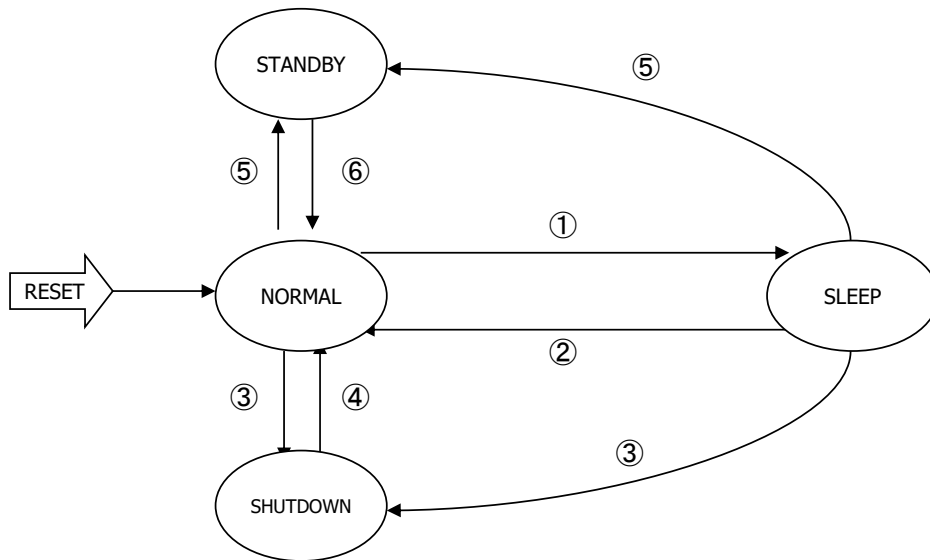 STANDBY
⑤
⑤
⑥
①
RESET
NORMAL
SLEEP
②
③
④
③
SHUTDOWN